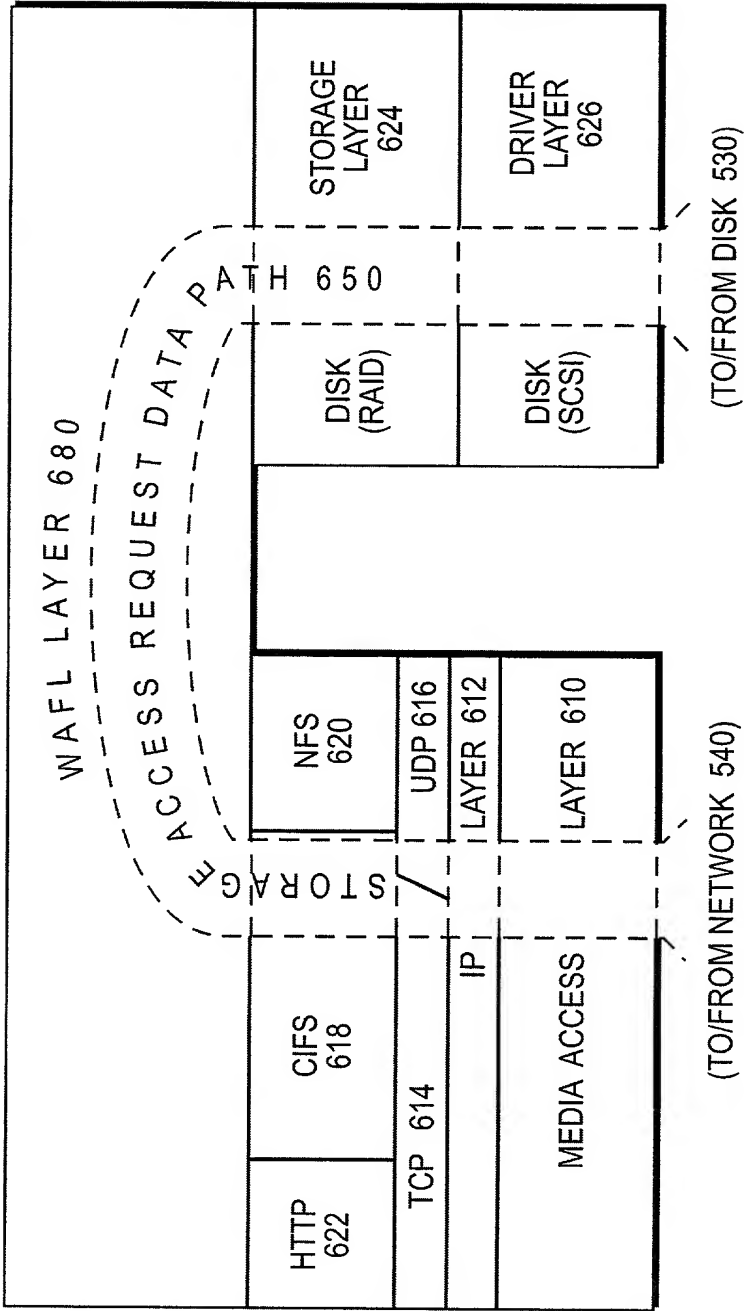 WAFL LAYER 680
STORAGE ACCESS REQUEST DATA PATH 650
HTTP
622
CIFS
618
NFS
620
TCP 614
UDP 616
IP
LAYER 612
MEDIA ACCESS
LAYER 610
(TO/FROM NETWORK 540)
DISK
(RAID)
STORAGE
LAYER
624
DISK
(SCSI)
DRIVER
LAYER
626
(TO/FROM DISK 530)